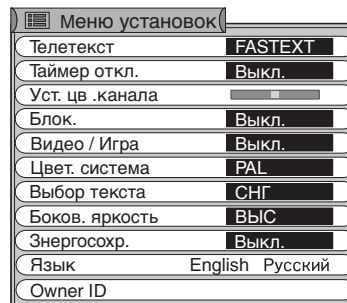 Меню установок
Телетекст FASTEXT
Таймер откл. Выкл.
Уст. цв .канала
Блок. Выкл.
Видео / Игра Выкл.
Цвет. система PAL
Выбор текста СНГ
Боков. яркость ВЫС
Знергосохр. Выкл.
Язык English Русский
Owner ID